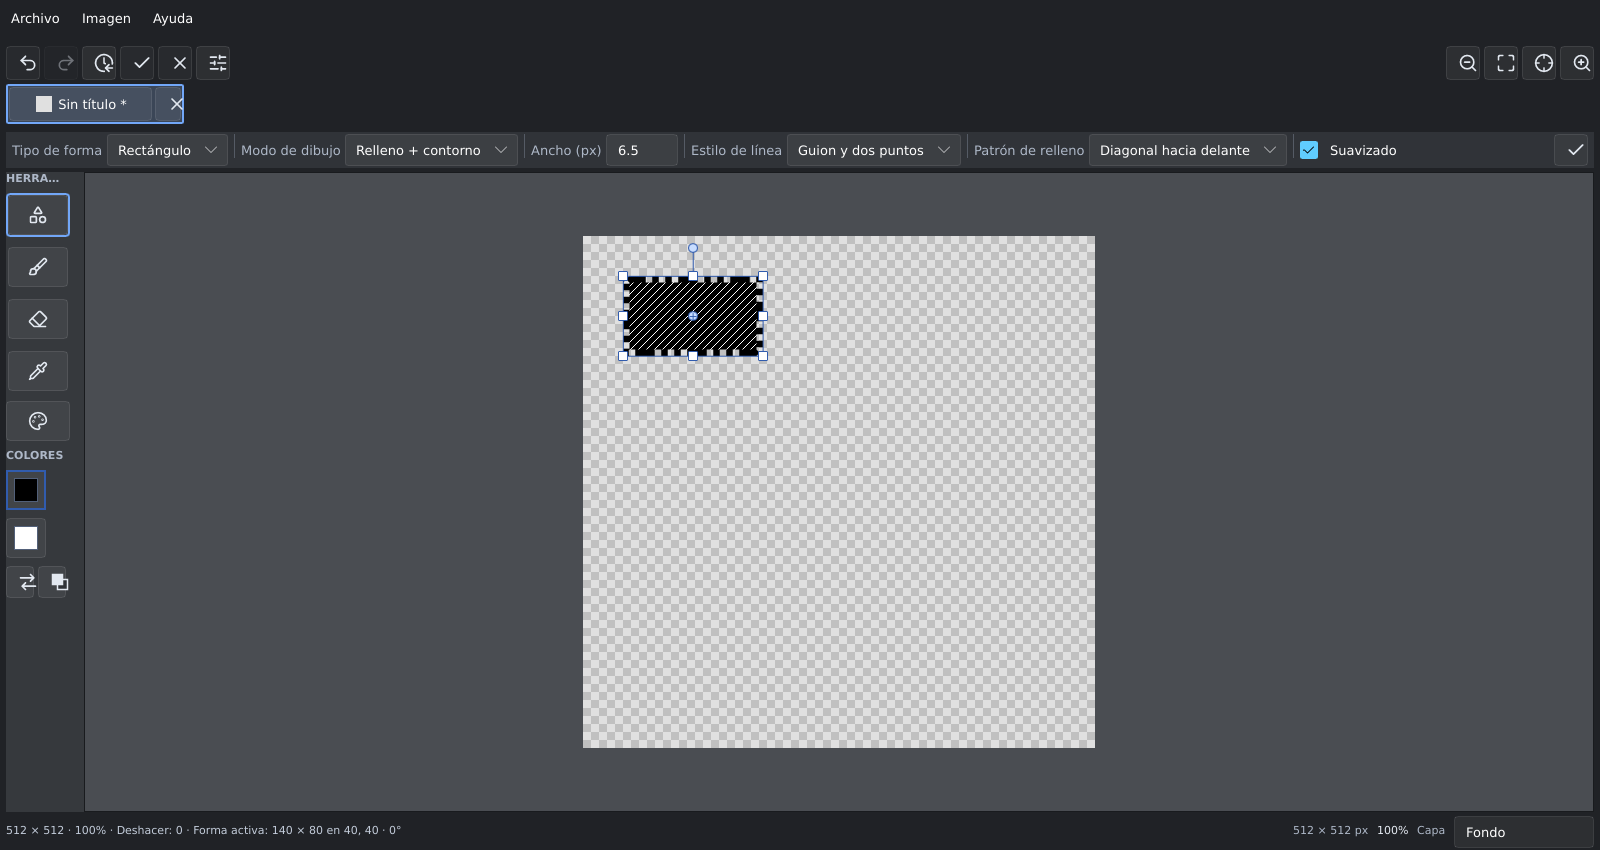 Archivo Imagen Ayuda
Sin título *
Tipo de forma Rectángulo Modo de dibujo Relleno + contorno Ancho (px) 6.5 Estilo de línea Guion y dos puntos Patrón de relleno Diagonal hacia delante Suavizado
HERRA...
COLORES
512 × 512 · 100% · Deshacer: 0 · Forma activa: 140 × 80 en 40, 40 · 0° 512 × 512 px 100% Capa Fondo